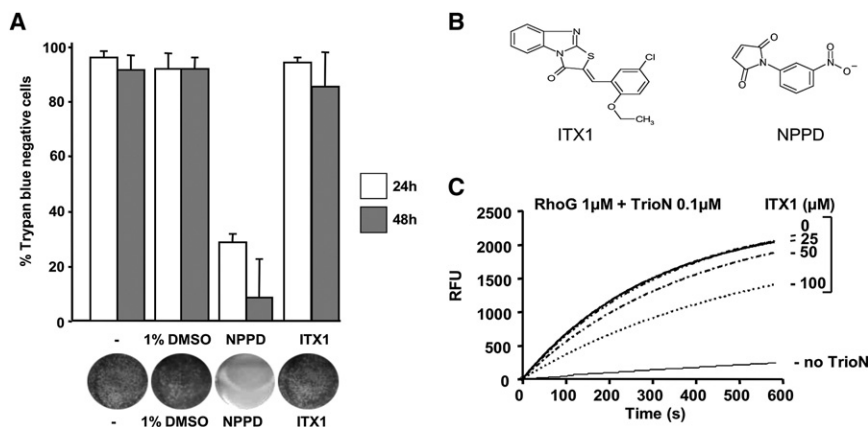 A
% Trypan blue negative cells
100
80
60
40
20
0
24h
48h
- 1% DMSO NPPD ITX1
- 1% DMSO NPPD ITX1
B
N
N
S
O
Cl
O
CH₃
ITX1
O
N
O
N⁺
O
O⁻
NPPD
C
RhoG 1µM + TrioN 0.1µM
ITX1 (µM)
RFU
2500
2000
1500
1000
500
0
0
25
50
100
- no TrioN
0 100 200 300 400 500 600
Time (s)